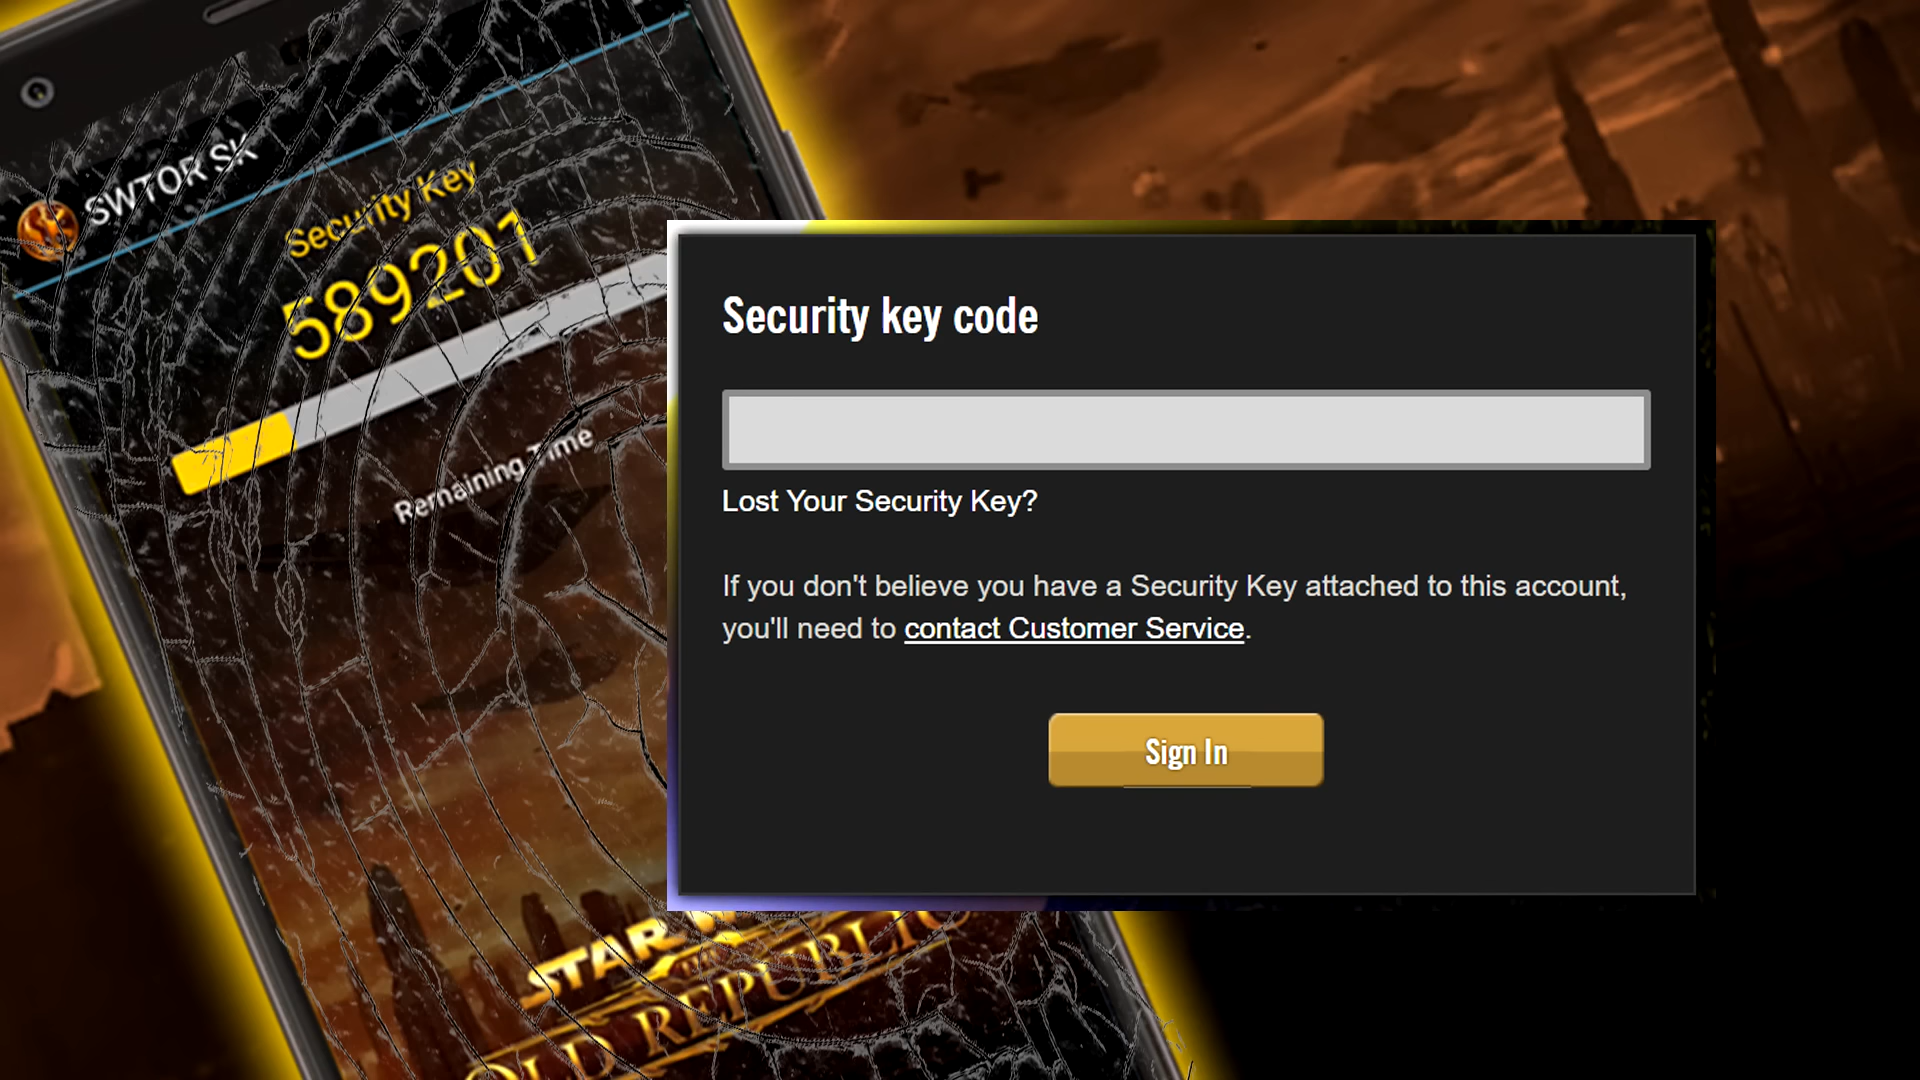 SWTOR SK
Security Key
589201
Remaining Time
Security key code
Lost Your Security Key?
If you don't believe you have a Security Key attached to this account,
you'll need to contact Customer Service.
Sign In
STAR
OLD REPUBLIC